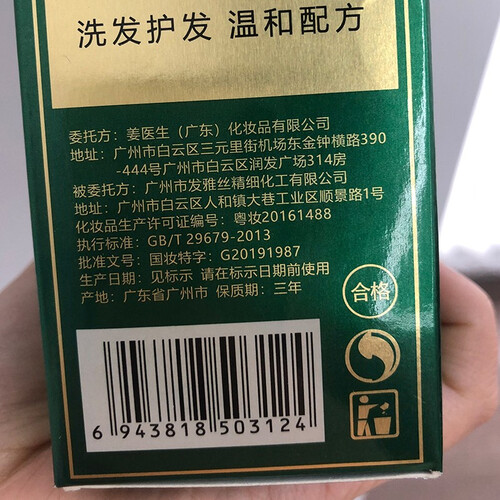 洗发护发 温和配方
委托方：姜医生（广东）化妆品有限公司
地址：广州市白云区三元里街机场东金钟横路390
-444号广州市白云区润发广场314房
被委托方：广州市发雅丝精细化工有限公司
地址：广州市白云区人和镇大巷工业区顺景路1号
化妆品生产许可证编号：粤妆20161488
执行标准：GB/T 29679-2013
批准文号：国妆特字：G20191987
生产日期：见标示 请在标示日期前使用
产地：广东省广州市 保质期：三年
合格
6 943818 503124